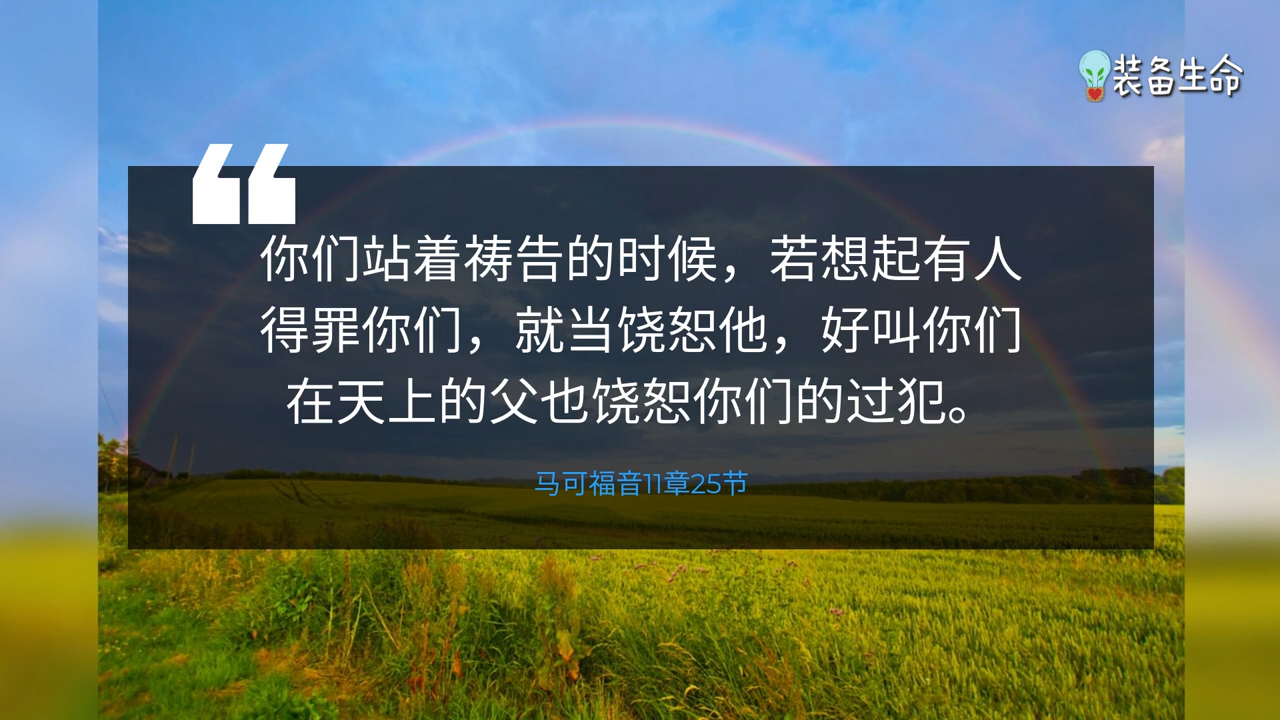 装备生命
你们站着祷告的时候，若想起有人
得罪你们，就当饶恕他，好叫你们
在天上的父也饶恕你们的过犯。
马可福音11章25节